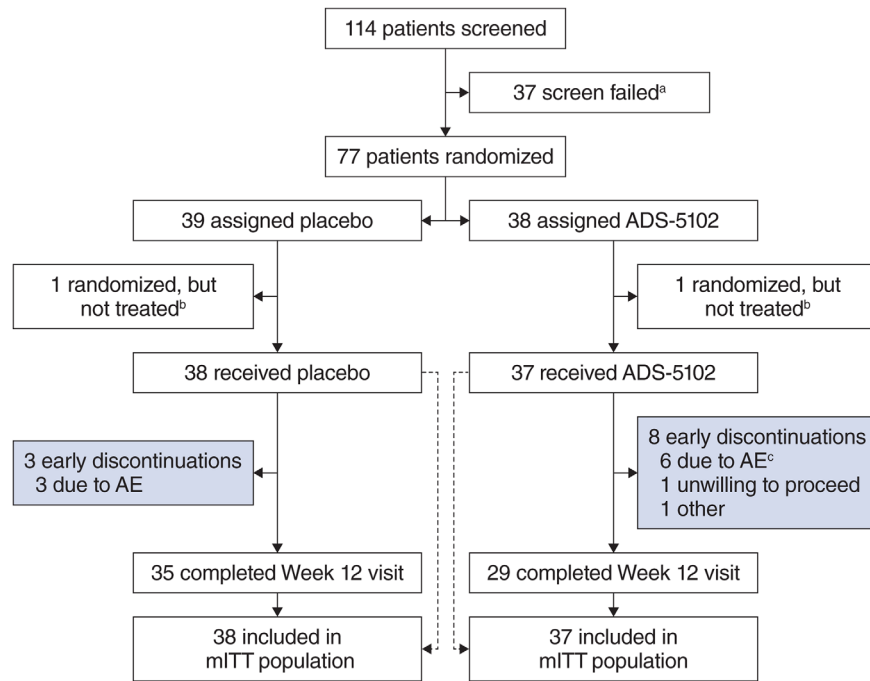 114 patients screened
37 screen failedᵃ
77 patients randomized
39 assigned placebo
38 assigned ADS-5102
1 randomized, but
not treatedᵇ
1 randomized, but
not treatedᵇ
38 received placebo
37 received ADS-5102
3 early discontinuations
3 due to AE
8 early discontinuations
6 due to AEᶜ
1 unwilling to proceed
1 other
35 completed Week 12 visit
29 completed Week 12 visit
38 included in
mITT population
37 included in
mITT population